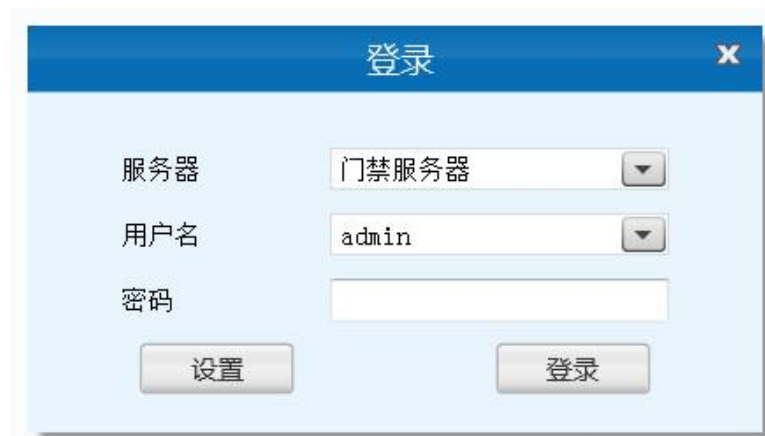 登录
服务器 门禁服务器
用户名 admin
密码
设置 登录